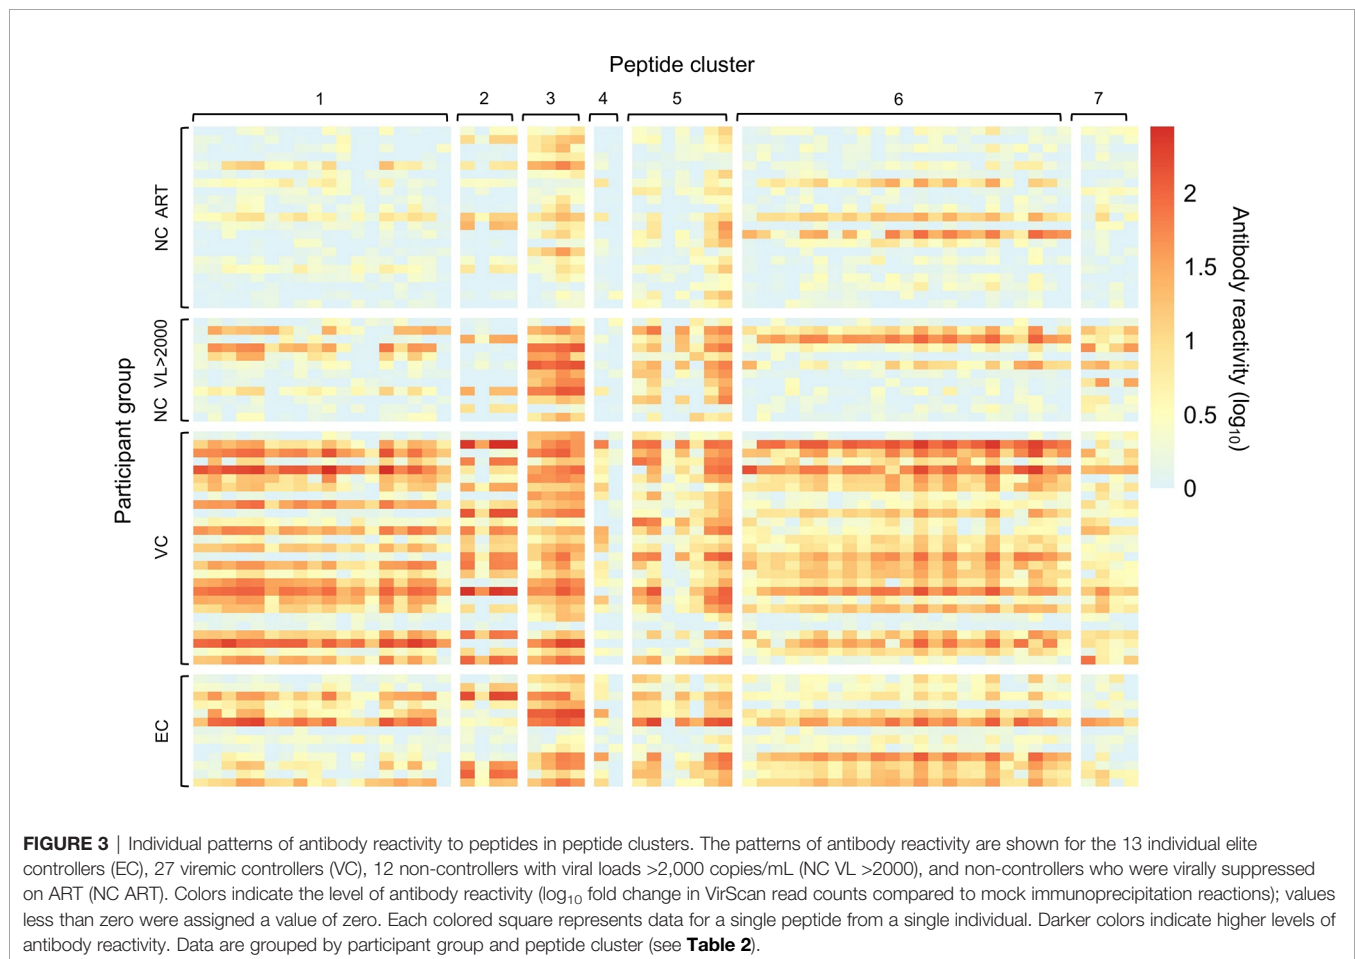 Peptide cluster
1 2 3 4 5 6 7
Participant group
NC ART
NC VL>2000
VC
EC
2
1.5
1
0.5
0
Antibody reactivity (log10)
FIGURE 3 | Individual patterns of antibody reactivity to peptides in peptide clusters. The patterns of antibody reactivity are shown for the 13 individual elite
controllers (EC), 27 viremic controllers (VC), 12 non-controllers with viral loads >2,000 copies/mL (NC VL >2000), and non-controllers who were virally suppressed
on ART (NC ART). Colors indicate the level of antibody reactivity (log10 fold change in VirScan read counts compared to mock immunoprecipitation reactions); values
less than zero were assigned a value of zero. Each colored square represents data for a single peptide from a single individual. Darker colors indicate higher levels of
antibody reactivity. Data are grouped by participant group and peptide cluster (see Table 2).